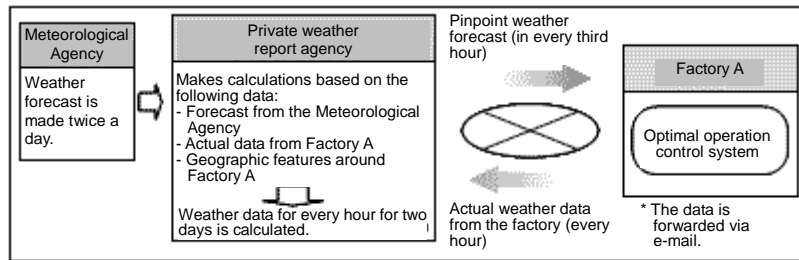 Meteorological
Agency
Weather
forecast is
made twice a
day.
Private weather
report agency
Makes calculations based on the
following data:
- Forecast from the Meteorological
Agency
- Actual data from Factory A
- Geographic features around
Factory A
Weather data for every hour for two
days is calculated.
Pinpoint weather
forecast (in every third
hour)
Actual weather data
from the factory (every
hour)
Factory A
Optimal operation
control system
* The data is
forwarded via
e-mail.